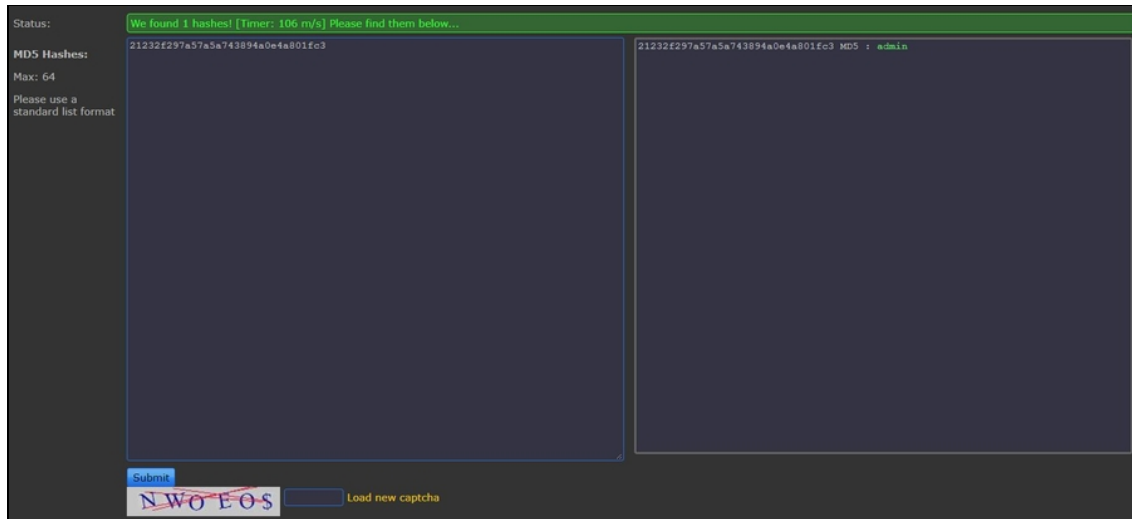 Status:
We found 1 hashes! [Timer: 106 m/s] Please find them below...
MD5 Hashes:
Max: 64
Please use a
standard list format
21232f297a57a5a743894a0e4a801fc3
21232f297a57a5a743894a0e4a801fc3 MD5 : admin
Submit
N W O E O S
Load new captcha